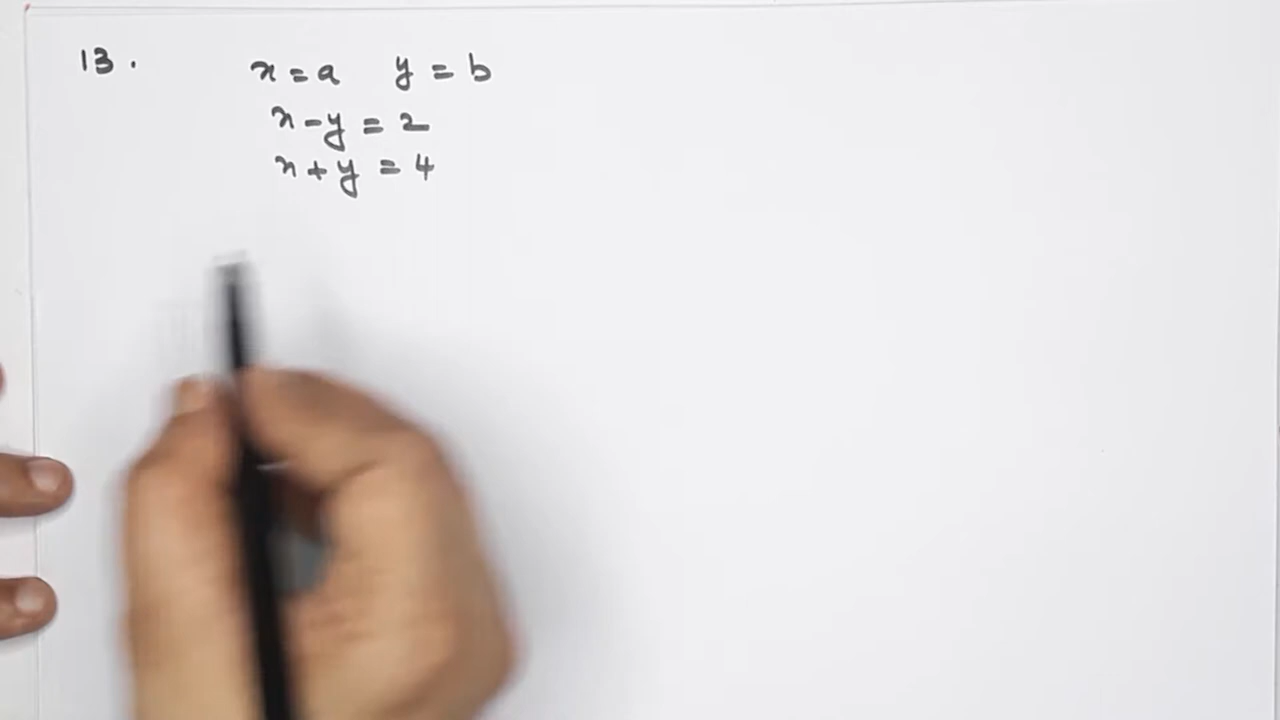 13. x = a y = b
x - y = 2
x + y = 4